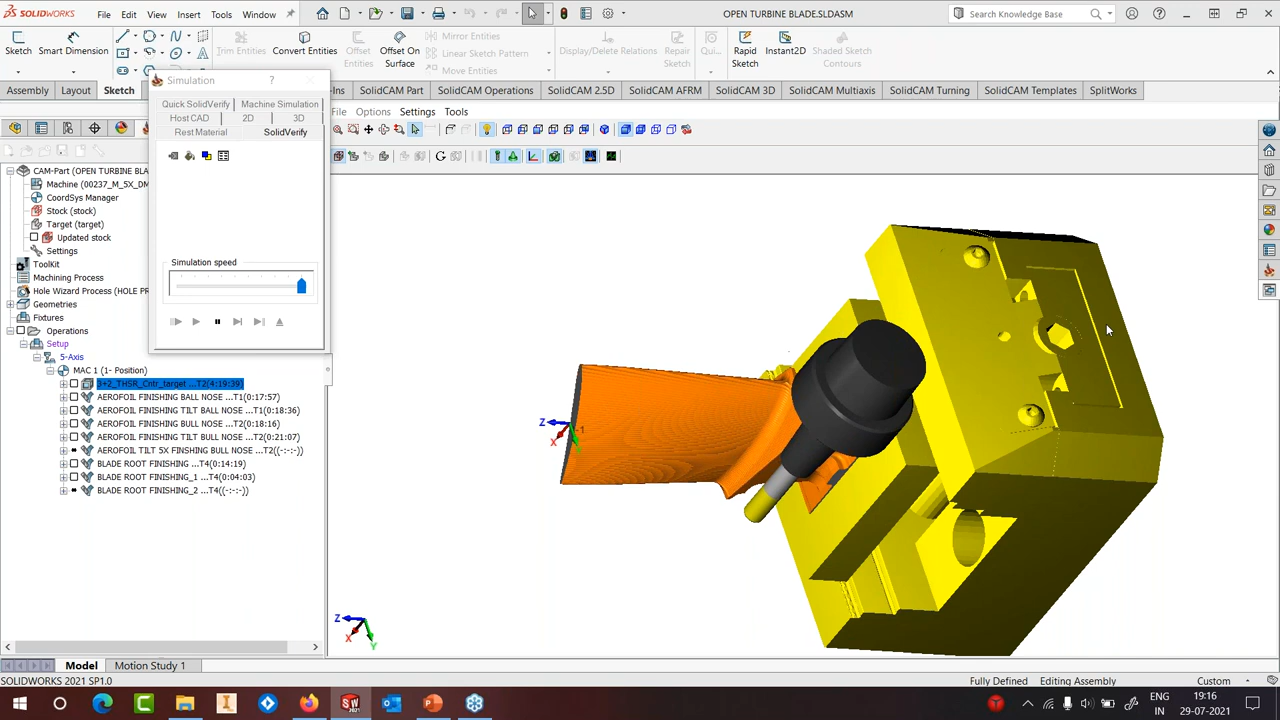 SOLIDWORKS
File Edit View Insert Tools Window
OPEN TURBINE BLADE.SLDASM
Search Knowledge Base
Sketch
Smart Dimension
Trim Entities
Convert Entities
Offset Entities
Offset On Surface
Mirror Entities
Linear Sketch Pattern
Move Entities
Display/Delete Relations
Repair Sketch
Qui...
Rapid Sketch
Instant2D
Shaded Sketch
Assembly Layout Sketch
-Ins SolidCAM Part SolidCAM Operations SolidCAM 2.5D SolidCAM AFRM SolidCAM 3D SolidCAM Multiaxis SolidCAM Turning SolidCAM Templates SplitWorks
Simulation ?
Quick SolidVerify Machine Simulation
Host CAD 2D 3D
Rest Material SolidVerify
Simulation speed
File Options Settings Tools
CAM-Part (OPEN TURBINE BLA
Machine (00237_M_5X_DM
CoordSys Manager
Stock (stock)
Target (target)
Updated stock
Settings
ToolKit
Machining Process
Hole Wizard Process (HOLE PR
Geometries
Fixtures
Operations
Setup
5-Axis
MAC 1 (1- Position)
3+2_THSR_Cntr_target ...T2(4:19:39)
AEROFOIL FINISHING BALL NOSE ...T1(0:17:57)
AEROFOIL FINISHING TILT BALL NOSE ...T1(0:18:36)
AEROFOIL FINISHING BULL NOSE ...T2(0:18:16)
AEROFOIL FINISHING TILT BULL NOSE ...T2(0:21:07)
AEROFOIL TILT 5X FINSHING BULL NOSE ...T2((-:-:-)
BLADE ROOT FINISHING ...T4(0:14:19)
BLADE ROOT FINISHING_1 ...T4(0:04:03)
BLADE ROOT FINISHING_2 ...T4((-:-:-)
Z
X
-1
Z
X
Y
Model Motion Study 1
SOLIDWORKS 2021 SP1.0
Fully Defined Editing Assembly Custom
ENG
IN
19:16
29-07-2021